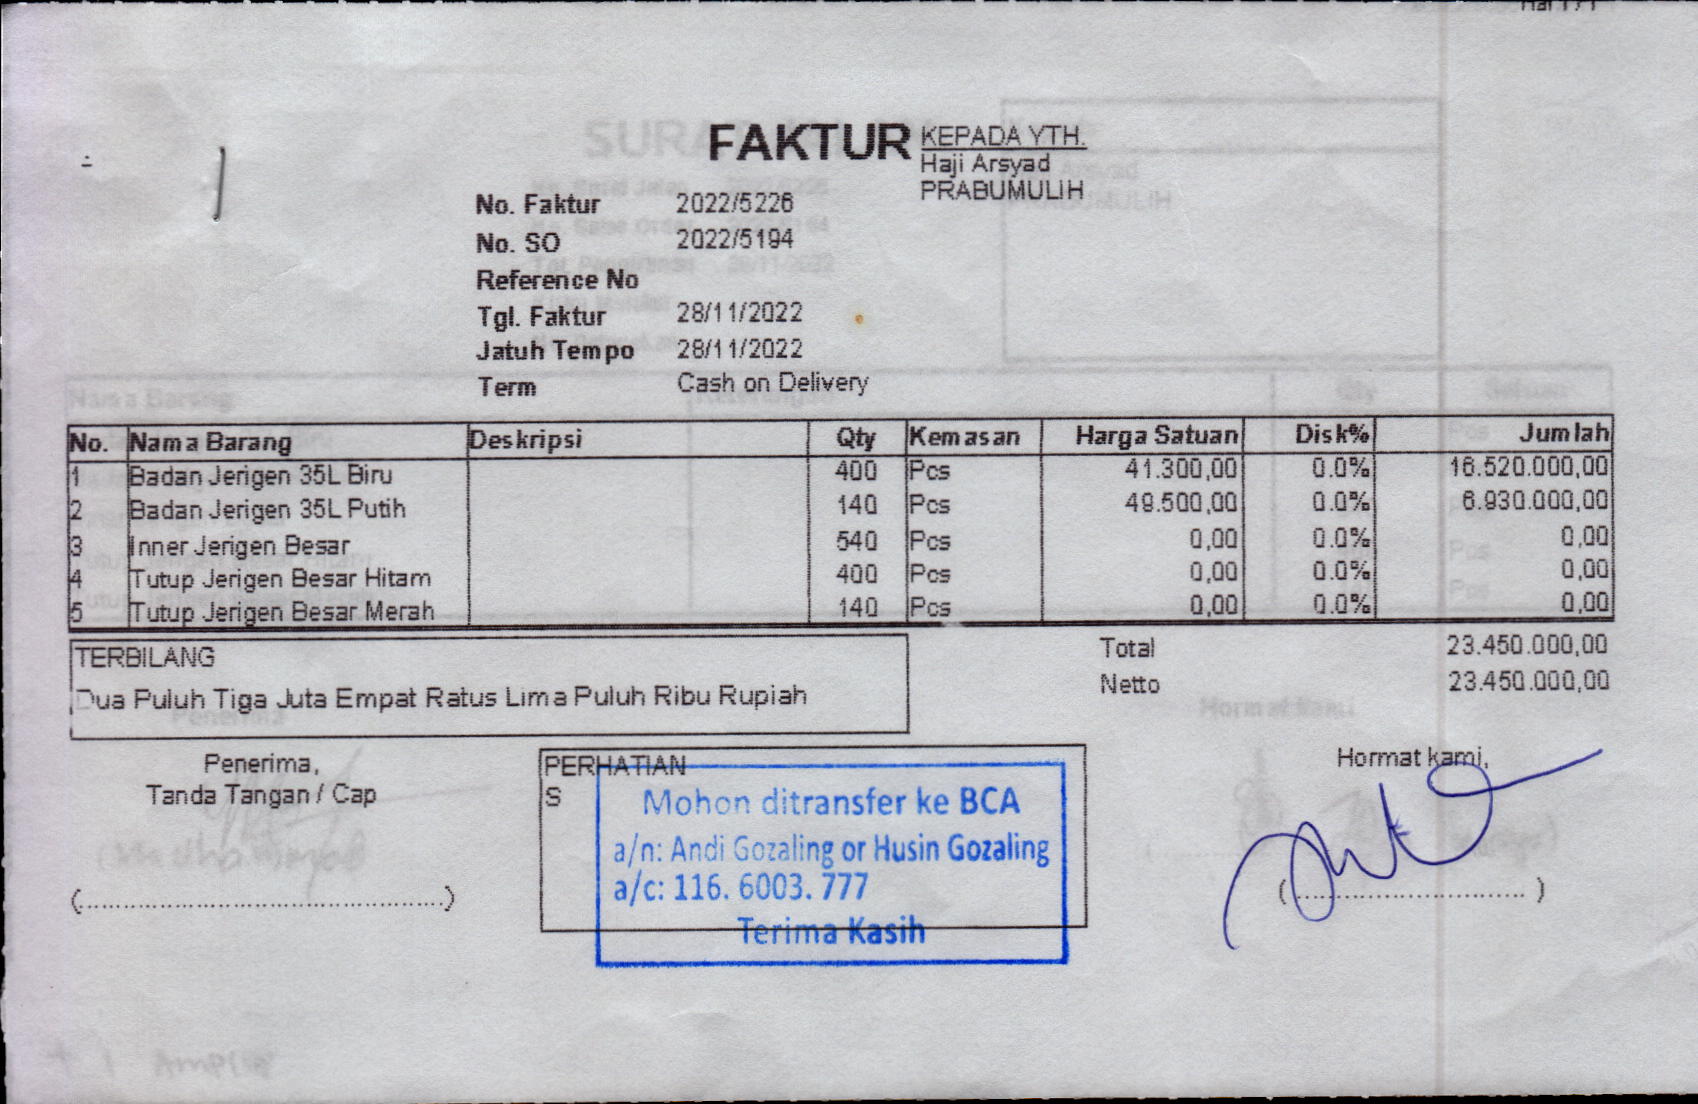 Hal 1 / 1
FAKTUR
KEPADA YTH.
Haji Arsyad
PRABUMULIH
No. Faktur 2022/5226
No. SO 2022/5194
Reference No
Tgl. Faktur 28/11/2022
Jatuh Tempo 28/11/2022
Term Cash on Delivery
No. Nama Barang Deskripsi Qty Kemasan Harga Satuan Disk% Jumlah
1 Badan Jerigen 35L Biru 400 Pcs 41.300,00 0.0% 16.520.000,00
2 Badan Jerigen 35L Putih 140 Pcs 49.500,00 0.0% 6.930.000,00
3 Inner Jerigen Besar 540 Pcs 0,00 0.0% 0,00
4 Tutup Jerigen Besar Hitam 400 Pcs 0,00 0.0% 0,00
5 Tutup Jerigen Besar Merah 140 Pcs 0,00 0.0% 0,00
TERBILANG
Dua Puluh Tiga Juta Empat Ratus Lima Puluh Ribu Rupiah
Total 23.450.000,00
Netto 23.450.000,00
Penerima,
Tanda Tangan / Cap
(............................................)
PERHATIAN
S
Mohon ditransfer ke BCA
a/n: Andi Gozaling or Husin Gozaling
a/c: 116. 6003. 777
Terima Kasih
Hormat kami,
(............................)